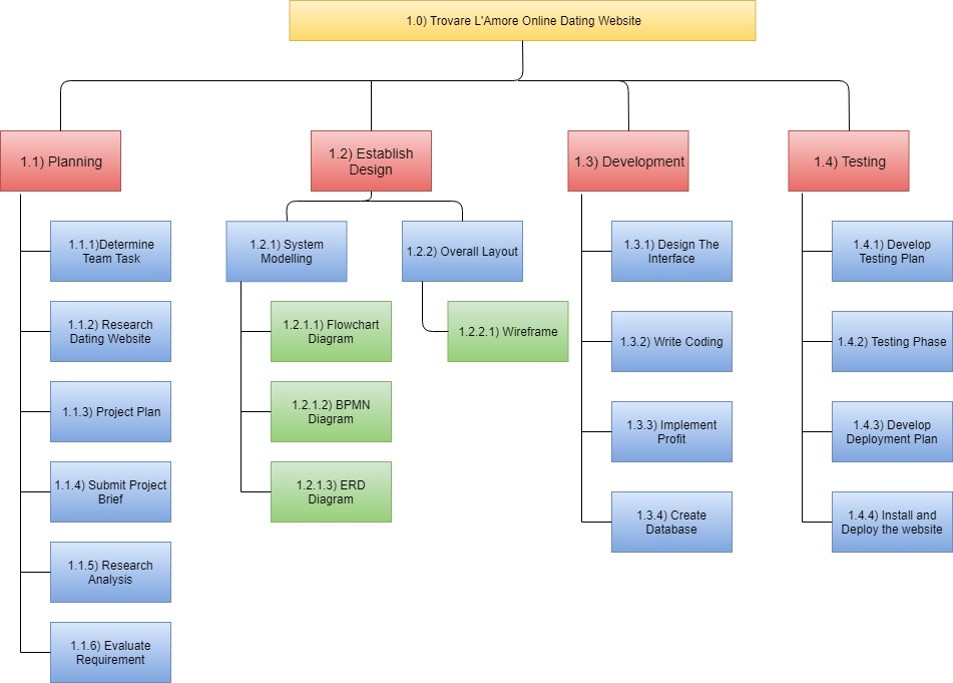 1.0) Trovare L'Amore Online Dating Website
1.1) Planning
1.2) Establish
Design
1.3) Development
1.4) Testing
1.1.1)Determine
Team Task
1.1.2) Research
Dating Website
1.1.3) Project Plan
1.1.4) Submit Project
Brief
1.1.5) Research
Analysis
1.1.6) Evaluate
Requirement
1.2.1) System
Modelling
1.2.1.1) Flowchart
Diagram
1.2.1.2) BPMN
Diagram
1.2.1.3) ERD
Diagram
1.2.2) Overall Layout
1.2.2.1) Wireframe
1.3.1) Design The
Interface
1.3.2) Write Coding
1.3.3) Implement
Profit
1.3.4) Create
Database
1.4.1) Develop
Testing Plan
1.4.2) Testing Phase
1.4.3) Develop
Deployment Plan
1.4.4) Install and
Deploy the website